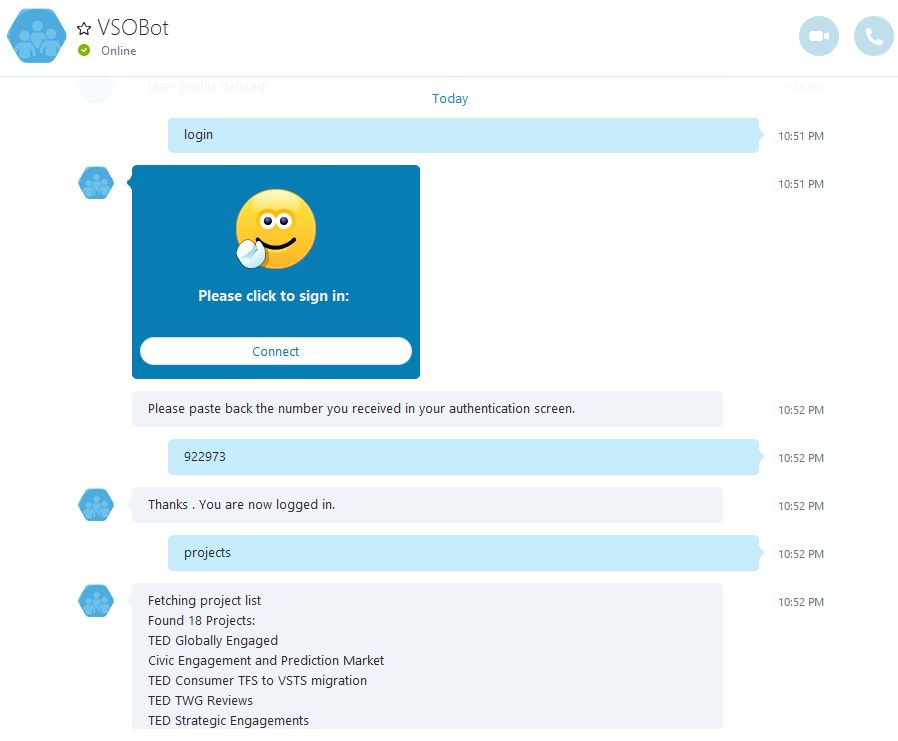 VSOBot
Online
User profile deleted!
Today
login
10:51 PM
10:51 PM
Please click to sign in:
Connect
Please paste back the number you received in your authentication screen.
10:52 PM
922973
10:52 PM
Thanks . You are now logged in.
10:52 PM
projects
10:52 PM
Fetching project list
10:52 PM
Found 18 Projects:
TED Globally Engaged
Civic Engagement and Prediction Market
TED Consumer TFS to VSTS migration
TED TWG Reviews
TED Strategic Engagements